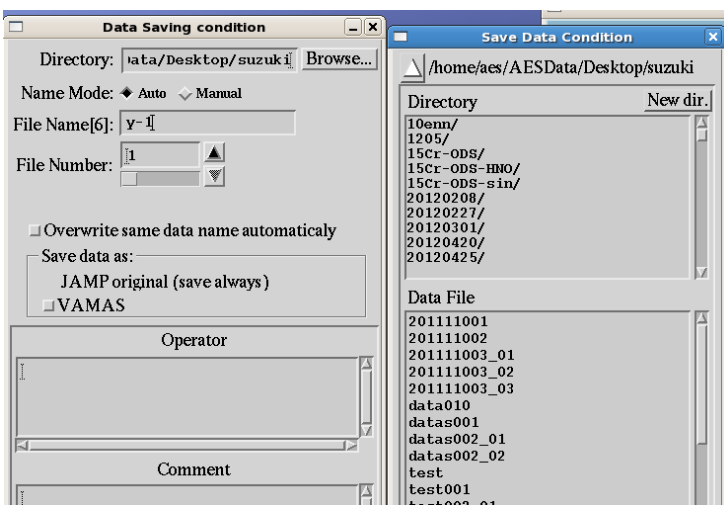 Data Saving condition
Directory: ata/Desktop/suzuki Browse...
Name Mode: Auto Manual
File Name[6]: y-1
File Number: 1
Overwrite same data name automaticaly
Save data as:
JAMP original (save always)
VAMAS
Operator
Comment
Save Data Condition
/home/aes/AESData/Desktop/suzuki
Directory New dir.
10enn/
1205/
15Cr-ODS/
15Cr-ODS-HNO/
15Cr-ODS-sin/
20120208/
20120227/
20120301/
20120420/
20120425/
Data File
201111001
201111002
201111003_01
201111003_02
201111003_03
data010
datas001
datas002_01
datas002_02
test
test001